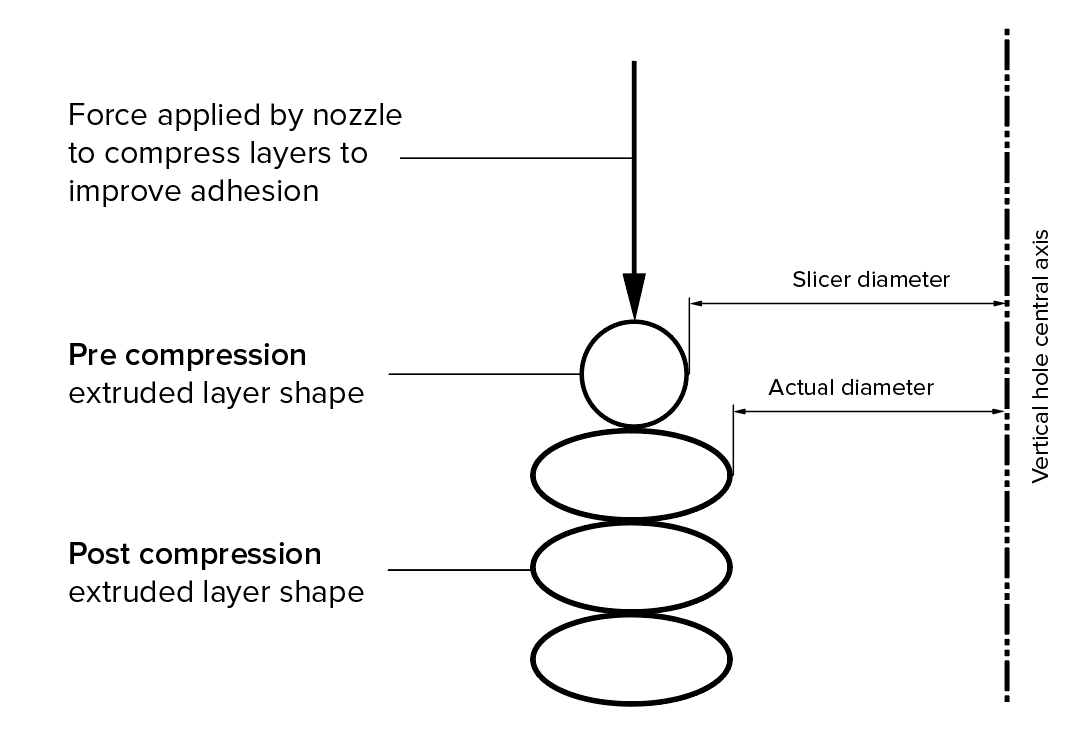 Force applied by nozzle
to compress layers to
improve adhesion
Slicer diameter
Pre compression
extruded layer shape
Actual diameter
Vertical hole central axis
Post compression
extruded layer shape